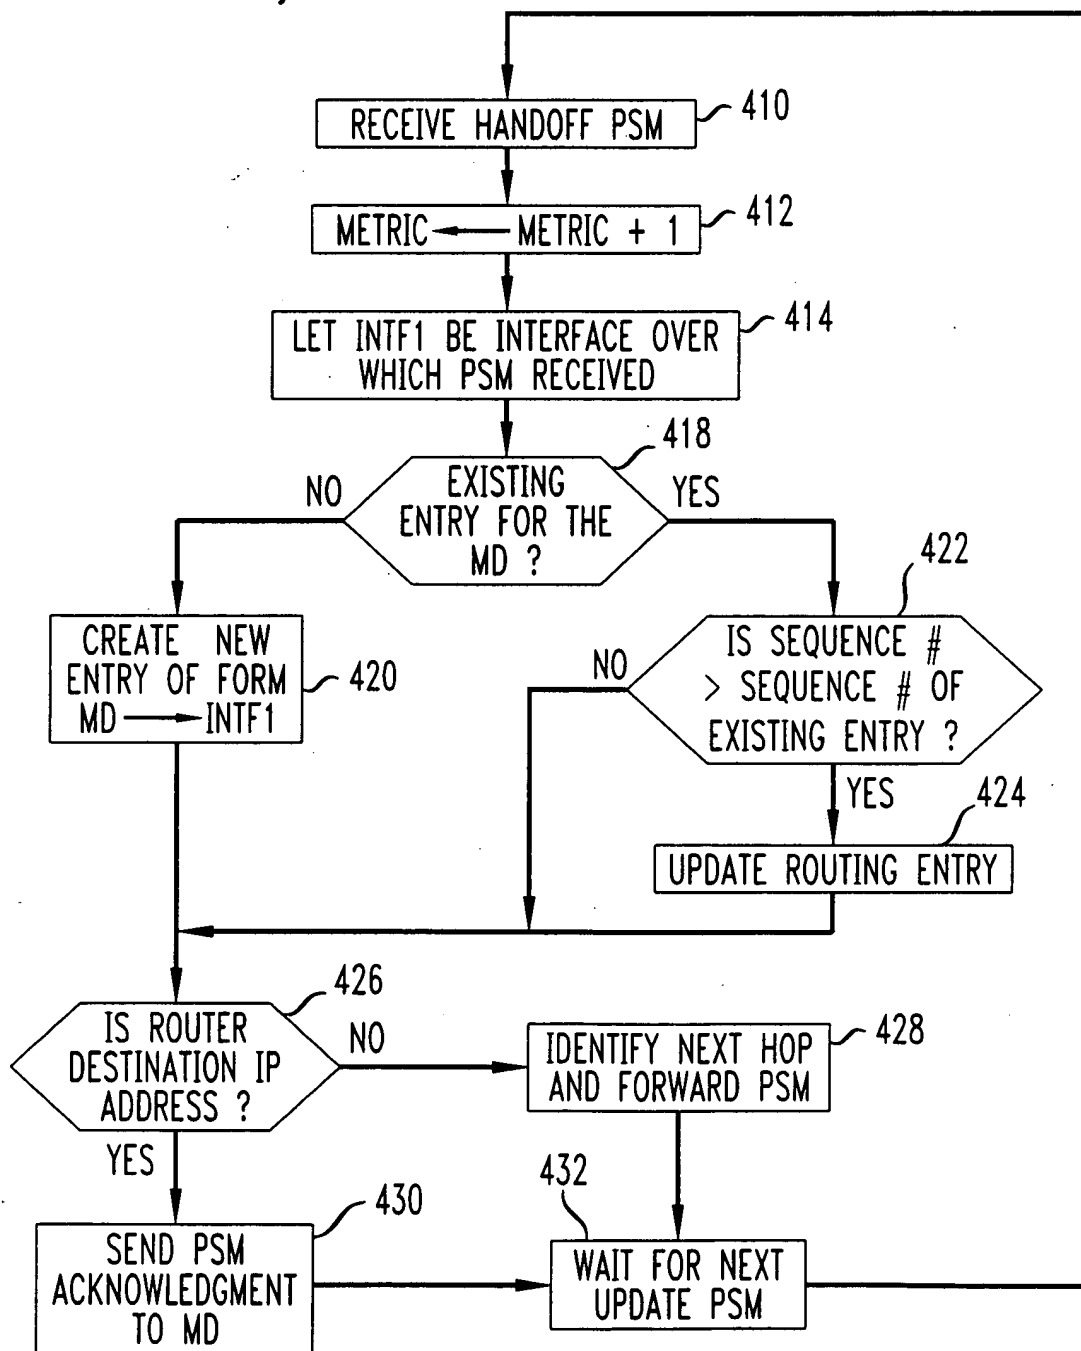 RECEIVE HANDOFF PSM
410
METRIC ← METRIC + 1
412
LET INTF1 BE INTERFACE OVER
WHICH PSM RECEIVED
414
418
EXISTING
ENTRY FOR THE
MD ?
NO
YES
422
CREATE NEW
ENTRY OF FORM
MD → INTF1
420
IS SEQUENCE #
> SEQUENCE # OF
EXISTING ENTRY ?
NO
YES
424
UPDATE ROUTING ENTRY
426
IS ROUTER
DESTINATION IP
ADDRESS ?
NO
YES
428
IDENTIFY NEXT HOP
AND FORWARD PSM
430
SEND PSM
ACKNOWLEDGMENT
TO MD
432
WAIT FOR NEXT
UPDATE PSM